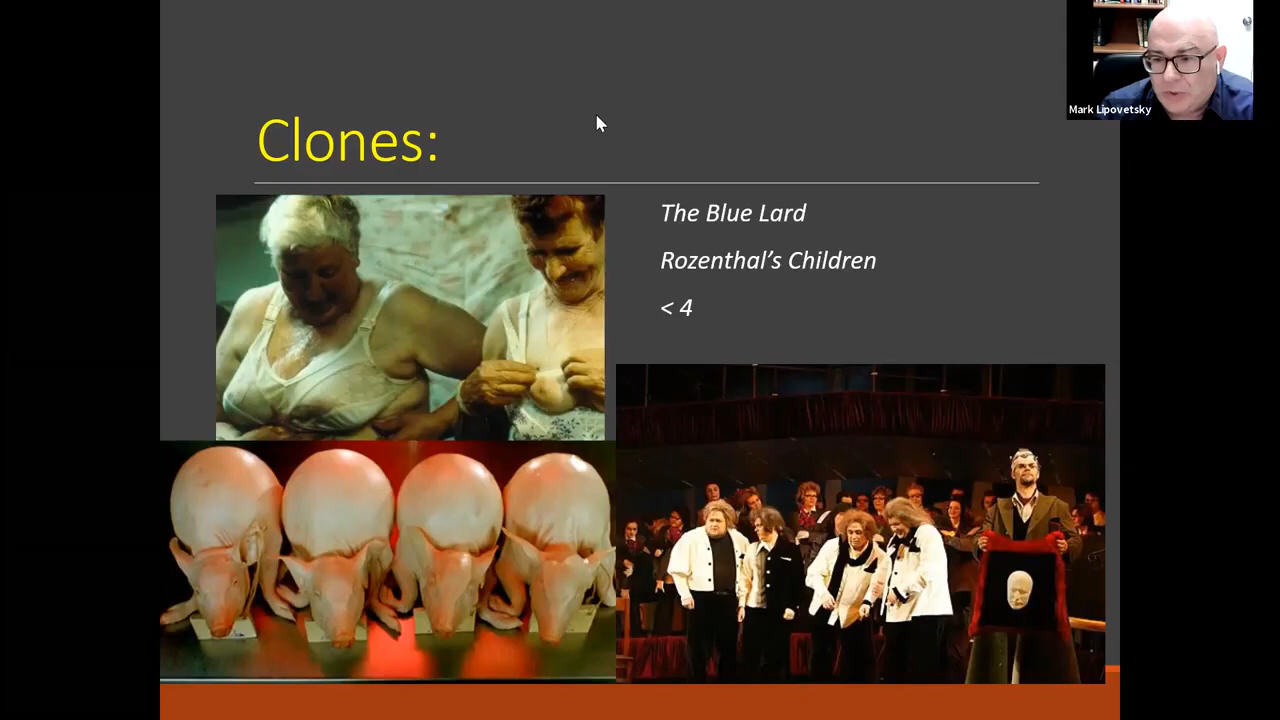 Mark Lipovetsky
Clones:
The Blue Lard
Rozenthal’s Children
< 4